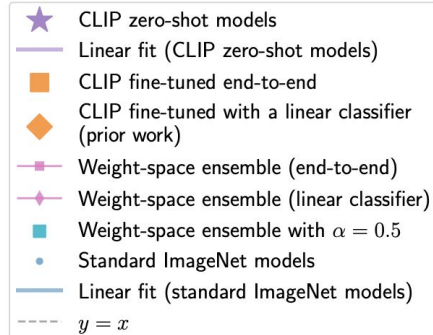 CLIP zero-shot models
Linear fit (CLIP zero-shot models)
CLIP fine-tuned end-to-end
CLIP fine-tuned with a linear classifier
(prior work)
Weight-space ensemble (end-to-end)
Weight-space ensemble (linear classifier)
Weight-space ensemble with α = 0.5
Standard ImageNet models
Linear fit (standard ImageNet models)
y = x